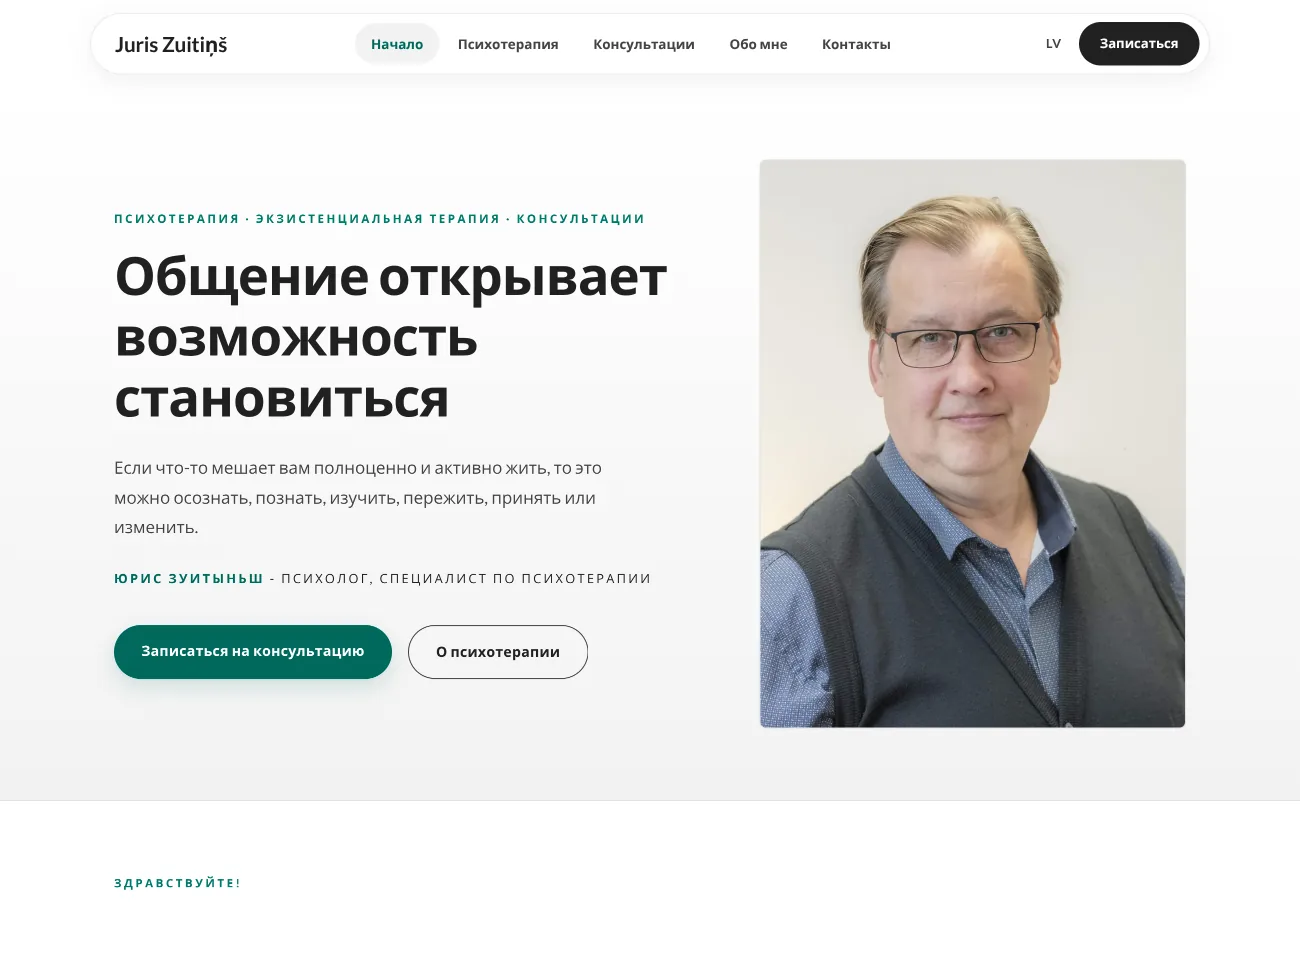 Juris Zuitiņš
Начало
Психотерапия
Консультации
Обо мне
Контакты
LV
Записаться
ПСИХОТЕРАПИЯ · ЭКЗИСТЕНЦИАЛЬНАЯ ТЕРАПИЯ · КОНСУЛЬТАЦИИ
Общение открывает
возможность
становиться
Если что-то мешает вам полноценно и активно жить, то это
можно осознать, познать, изучить, пережить, принять или
изменить.
ЮРИС ЗУИТЫНЬШ - ПСИХОЛОГ, СПЕЦИАЛИСТ ПО ПСИХОТЕРАПИИ
Записаться на консультацию
О психотерапии
ЗДРАВСТВУЙТЕ!